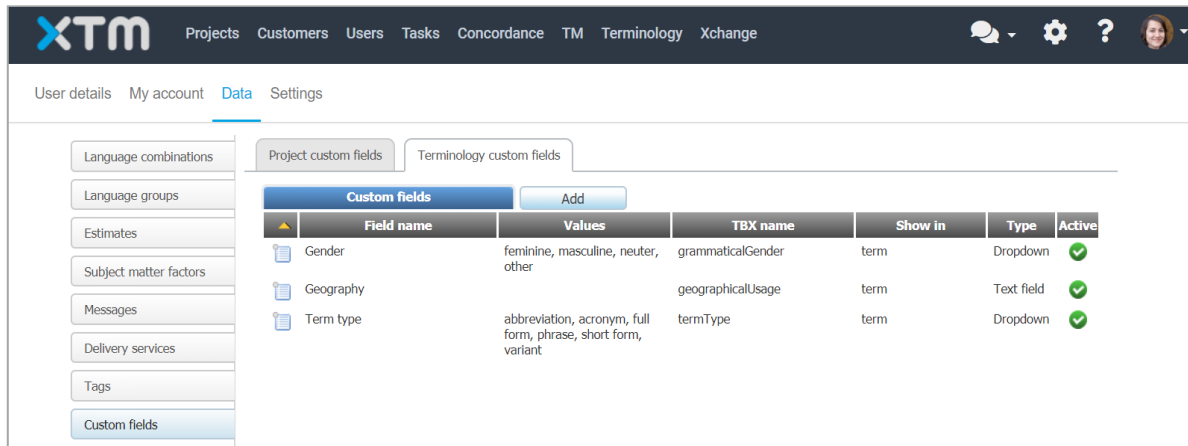 XTM Projects Customers Users Tasks Concordance TM Terminology Xchange ?
User details My account Data Settings
Language combinations
Language groups
Estimates
Subject matter factors
Messages
Delivery services
Tags
Custom fields
Project custom fields Terminology custom fields
Custom fields Add
Field name Values TBX name Show in Type Active
Gender feminine, masculine, neuter, grammaticalGender term Dropdown
other
Geography geographicalUsage term Text field
Term type abbreviation, acronym, full termType term Dropdown
form, phrase, short form,
variant